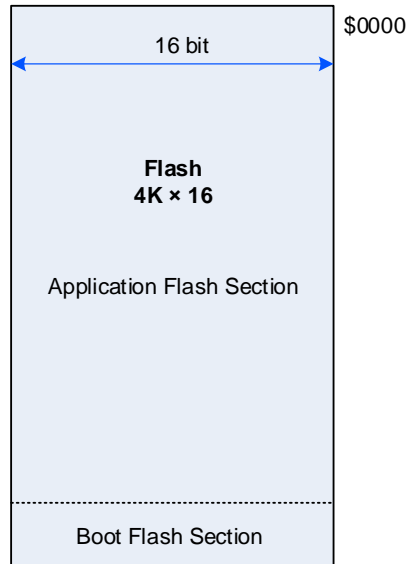 $0000
16 bit
Flash
4K × 16
Application Flash Section
Boot Flash Section